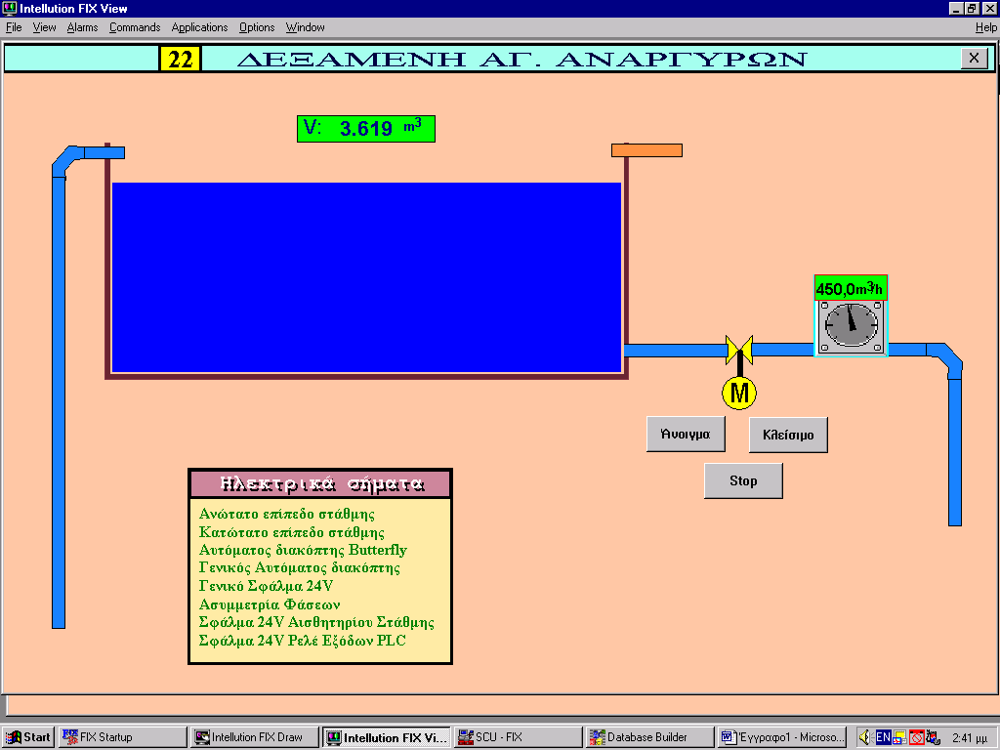 Intellution FIX View
File View Alarms Commands Applications Options Window Help
22 ΔΕΞΑΜΕΝΗ ΑΓ. ΑΝΑΡΓΥΡΩΝ X
V: 3.619 m3
450,0m3/h
M
Άνοιγμα Κλείσιμο
Stop
Ηλεκτρικά σήματα
Ανώτατο επίπεδο στάθμης
Κατώτατο επίπεδο στάθμης
Αυτόματος διακόπτης Butterfly
Γενικός Αυτόματος διακόπτης
Γενικό Σφάλμα 24V
Ασυμμετρία Φάσεων
Σφάλμα 24V Αισθητηρίου Στάθμης
Σφάλμα 24V Ρελέ Εξόδων PLC
Start FIX Startup Intellution FIX Draw Intellution FIX Vi... SCU - FIX Database Builder Έγγραφο1 - Microso... EN 2:41 μμ